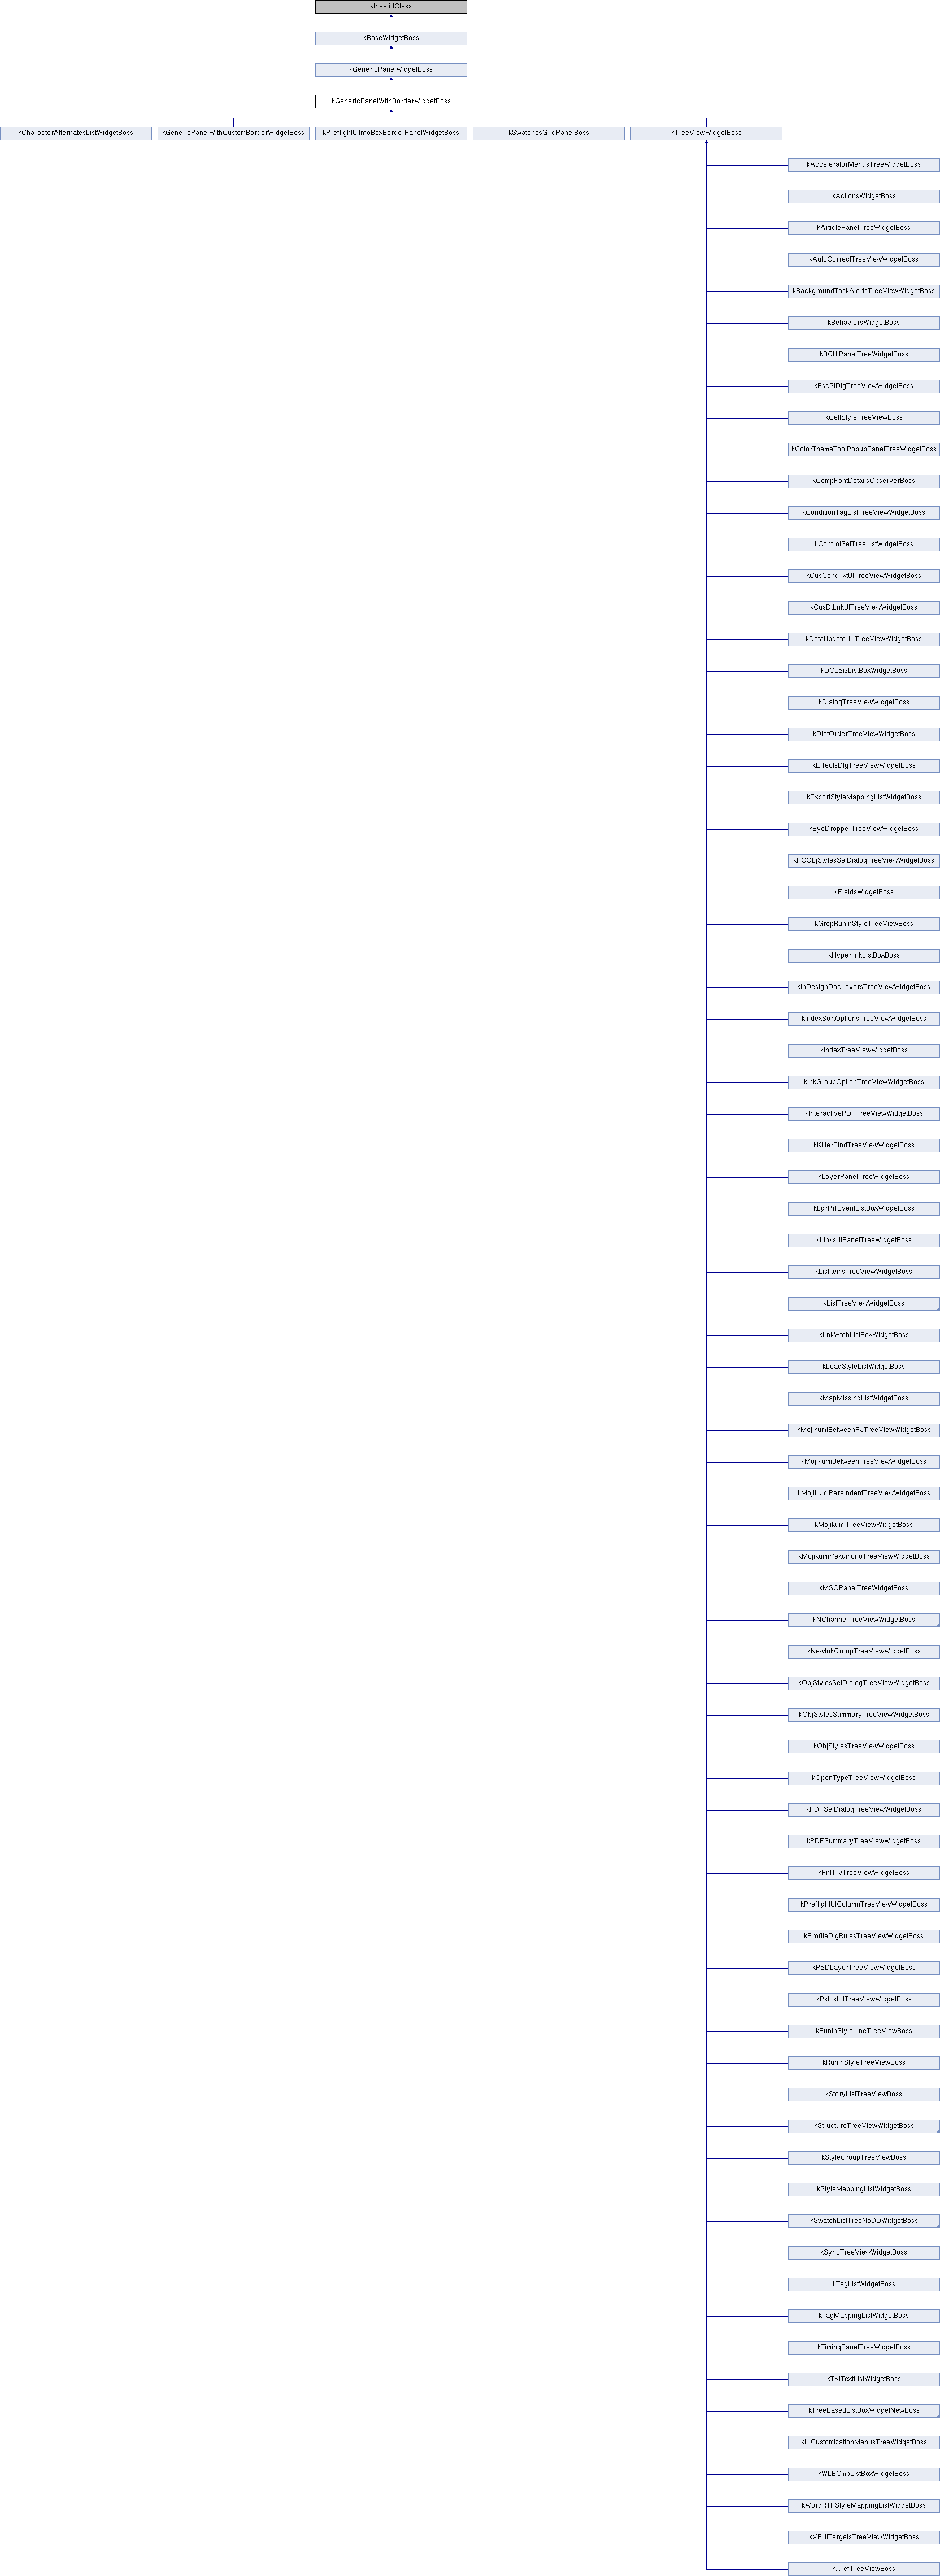 kInvalidClass
kBaseWidgetBoss
kGenericPanelWidgetBoss
kGenericPanelWithBorderWidgetBoss
kCharacterAlternatesListWidgetBoss
kGenericPanelWithCustomBorderWidgetBoss
kPreflightUIInfoBoxBorderPanelWidgetBoss
kSwatchesGridPanelBoss
kTreeViewWidgetBoss
kAcceleratorMenusTreeWidgetBoss
kActionsWidgetBoss
kArticlePanelTreeWidgetBoss
kAutoCorrectTreeViewWidgetBoss
kBackgroundTaskAlertsTreeViewWidgetBoss
kBehaviorsWidgetBoss
kBGUIPanelTreeWidgetBoss
kBscSlDlgTreeViewWidgetBoss
kCellStyleTreeViewBoss
kColorThemeToolPopupPanelTreeWidgetBoss
kCompFontDetailsObserverBoss
kConditionTagListTreeViewWidgetBoss
kControlSetTreeListWidgetBoss
kCusCondTxtUITreeViewWidgetBoss
kCusDtLnkUITreeViewWidgetBoss
kDataUpdaterUITreeViewWidgetBoss
kDCLSizListBoxWidgetBoss
kDialogTreeViewWidgetBoss
kDictOrderTreeViewWidgetBoss
kEffectsDlgTreeViewWidgetBoss
kExportStyleMappingListWidgetBoss
kEyeDropperTreeViewWidgetBoss
kFCObjStylesSelDialogTreeViewWidgetBoss
kFieldsWidgetBoss
kGrepRunInStyleTreeViewBoss
kHyperlinkListBoxBoss
kInDesignDocLayersTreeViewWidgetBoss
kIndexSortOptionsTreeViewWidgetBoss
kIndexTreeViewWidgetBoss
kInkGroupOptionTreeViewWidgetBoss
kInteractivePDFTreeViewWidgetBoss
kKillerFindTreeViewWidgetBoss
kLayerPanelTreeWidgetBoss
kLgrPrfEventListBoxWidgetBoss
kLinksUIPanelTreeWidgetBoss
kListItemsTreeViewWidgetBoss
kListTreeViewWidgetBoss
kLnkWtchListBoxWidgetBoss
kLoadStyleListWidgetBoss
kMapMissingListWidgetBoss
kMojikumiBetweenRJTreeViewWidgetBoss
kMojikumiBetweenTreeViewWidgetBoss
kMojikumiParaIndentTreeViewWidgetBoss
kMojikumiTreeViewWidgetBoss
kMojikumiYakumonoTreeViewWidgetBoss
kMSOPanelTreeWidgetBoss
kNChannelTreeViewWidgetBoss
kNewInkGroupTreeViewWidgetBoss
kObjStylesSelDialogTreeViewWidgetBoss
kObjStylesSummaryTreeViewWidgetBoss
kObjStylesTreeViewWidgetBoss
kOpenTypeTreeViewWidgetBoss
kPDFSelDialogTreeViewWidgetBoss
kPDFSummaryTreeViewWidgetBoss
kPnlTrvTreeViewWidgetBoss
kPreflightUIColumnTreeViewWidgetBoss
kProfileDlgRulesTreeViewWidgetBoss
kPSDLayerTreeViewWidgetBoss
kPstLstUITreeViewWidgetBoss
kRunInStyleLineTreeViewBoss
kRunInStyleTreeViewBoss
kStoryListTreeViewBoss
kStructureTreeViewWidgetBoss
kStyleGroupTreeViewBoss
kStyleMappingListWidgetBoss
kSwatchListTreeNoDDWidgetBoss
kSyncTreeViewWidgetBoss
kTagListWidgetBoss
kTagMappingListWidgetBoss
kTimingPanelTreeWidgetBoss
kTKITextListWidgetBoss
kTreeBasedListBoxWidgetNewBoss
kUICustomizationMenusTreeWidgetBoss
kWLBCmpListBoxWidgetBoss
kWordRTFStyleMappingListWidgetBoss
kXPUITargetsTreeViewWidgetBoss
kXrefTreeViewBoss